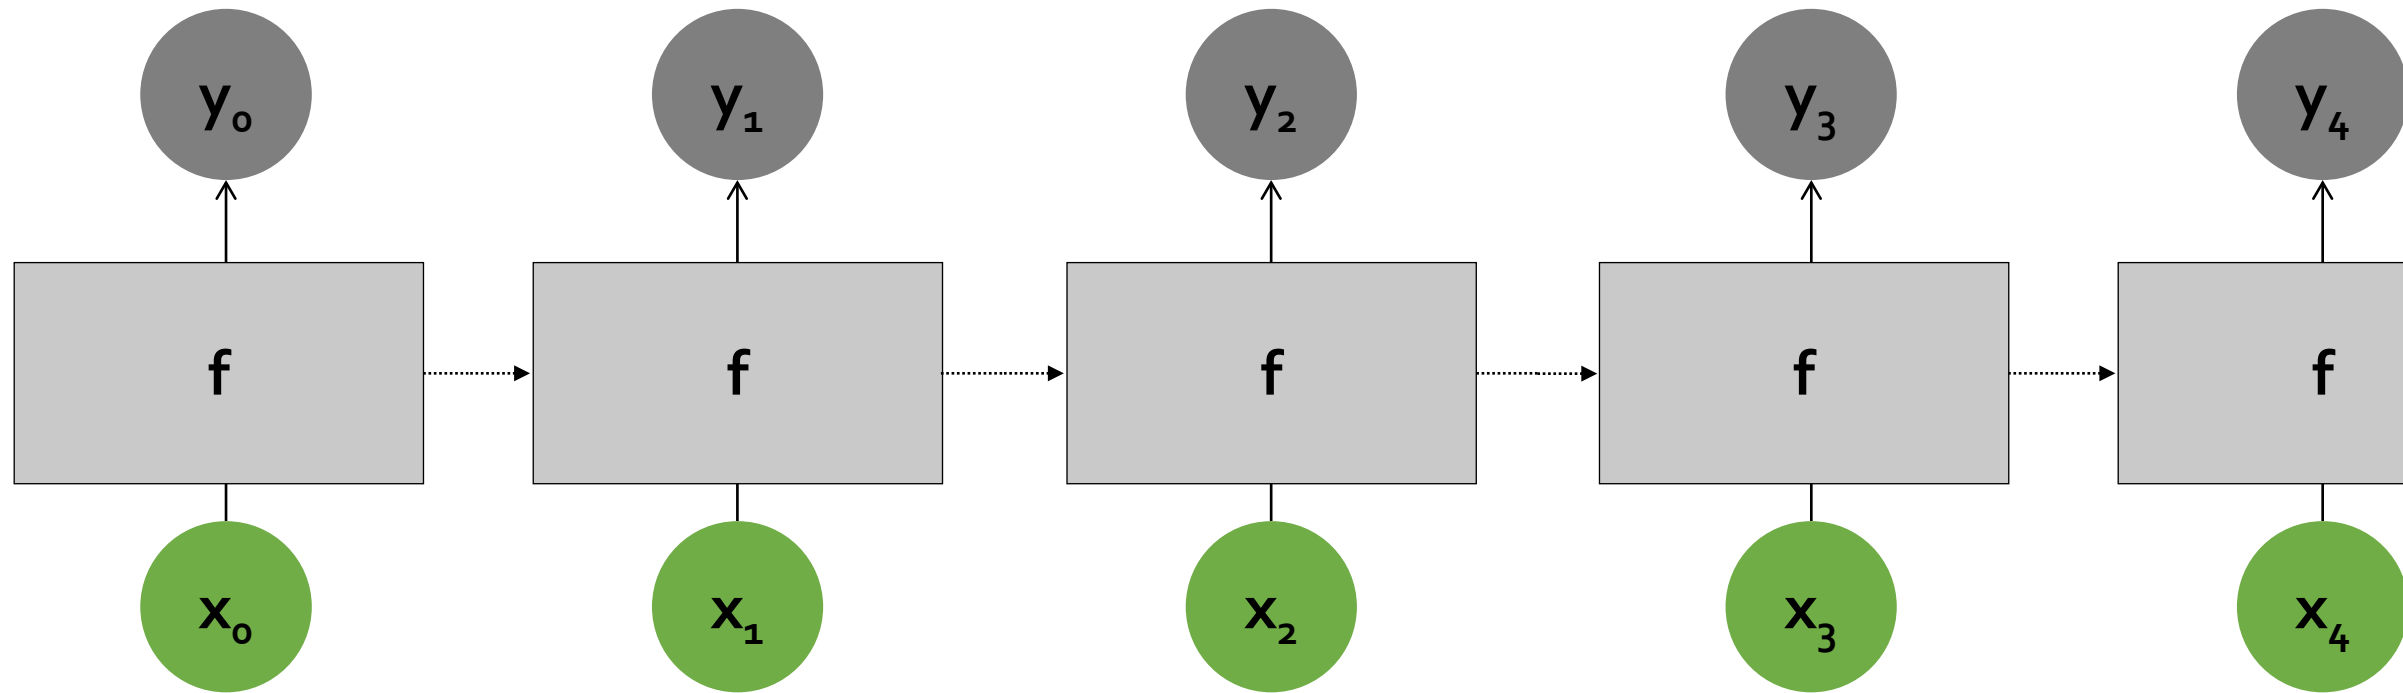 y₀ y₁ y₂ y₃ y₄
f f f f f
x₀ x₁ x₂ x₃ x₄